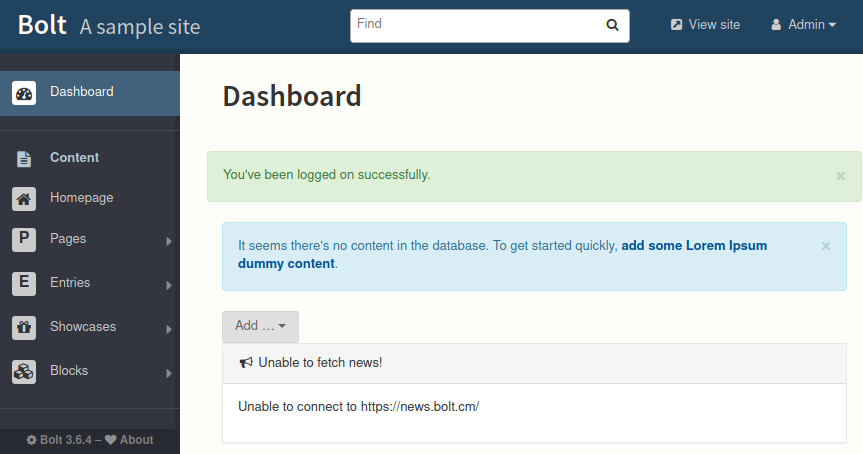 Bolt A sample site
Find
View site
Admin
Dashboard
Content
Homepage
P Pages
E Entries
Showcases
Blocks
Bolt 3.6.4 – About
Dashboard
You've been logged on successfully. ×
It seems there's no content in the database. To get started quickly, add some Lorem Ipsum ×
dummy content.
Add …
Unable to fetch news!
Unable to connect to https://news.bolt.cm/